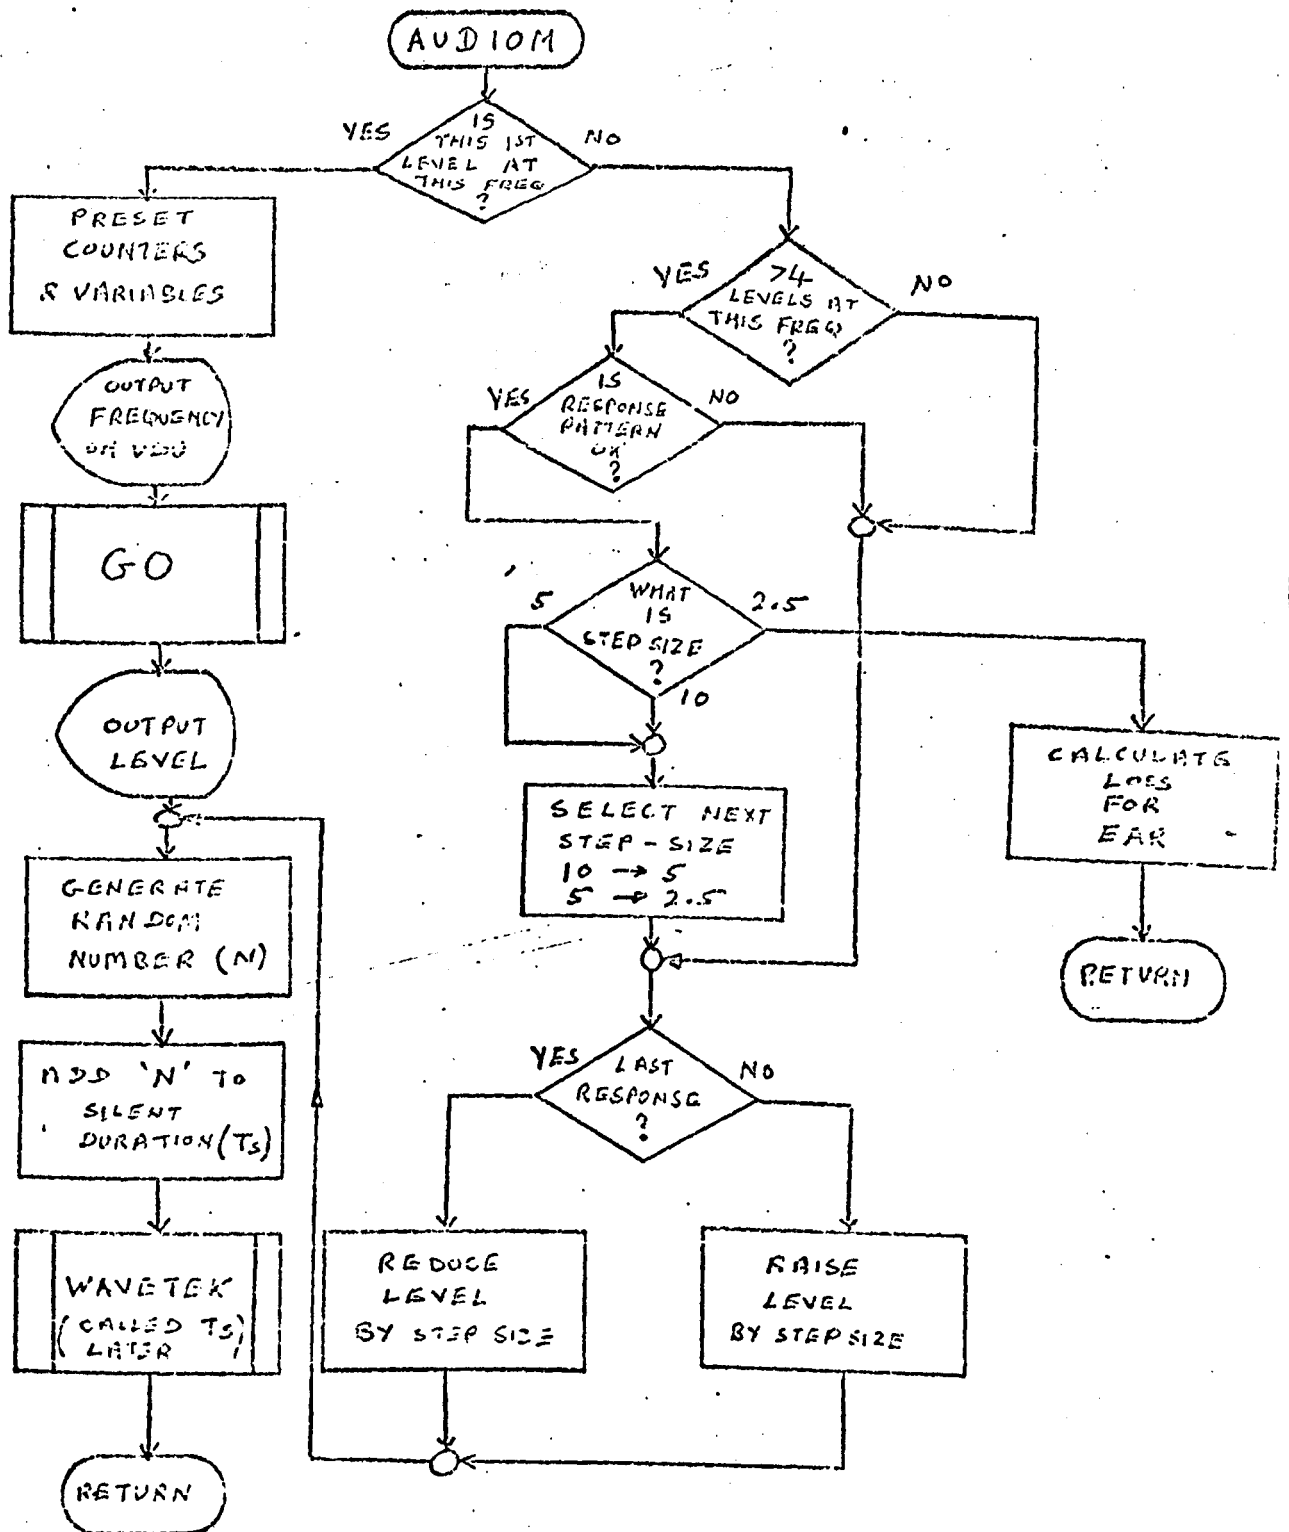 AUDIOM
IS
THIS 1ST
LEVEL AT
THIS FREQ
?
YES
NO
PRESET
COUNTERS
& VARIABLES
OUTPUT
FREQUENCY
ON VDU
GO
OUTPUT
LEVEL
GENERATE
RANDOM
NUMBER (N)
ADD 'N' TO
SILENT
DURATION (Ts)
WAVETEK
(CALLED Ts
LATER)
RETURN
>4
LEVELS AT
THIS FREQ
?
YES
NO
IS
RESPONSE
PATTERN
OK
?
YES
NO
WHAT
IS
STEP SIZE
?
5
2.5
10
SELECT NEXT
STEP-SIZE
10 → 5
5 → 2.5
CALCULATE
LOSS
FOR
EAR
RETURN
LAST
RESPONSE
?
YES
NO
REDUCE
LEVEL
BY STEP SIZE
RAISE
LEVEL
BY STEP SIZE